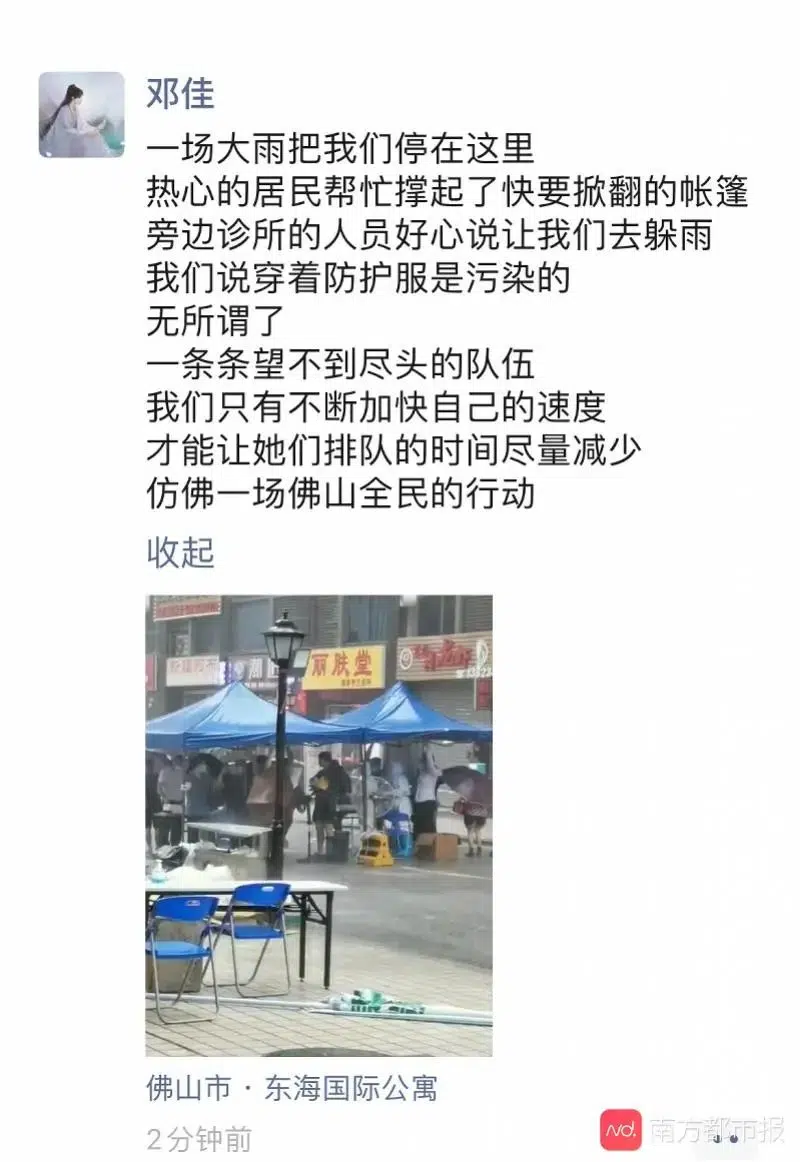 邓佳
一场大雨把我们停在这里
热心的居民帮忙撑起了快要掀翻的帐篷
旁边诊所的人员好心说让我们去躲雨
我们说穿着防护服是污染的
无所谓了
一条条望不到尽头的队伍
我们只有不断加快自己的速度
才能让她们排队的时间尽量减少
仿佛一场佛山全民的行动
收起
丽肤堂
佛山市 · 东海国际公寓
2分钟前
南方都市报